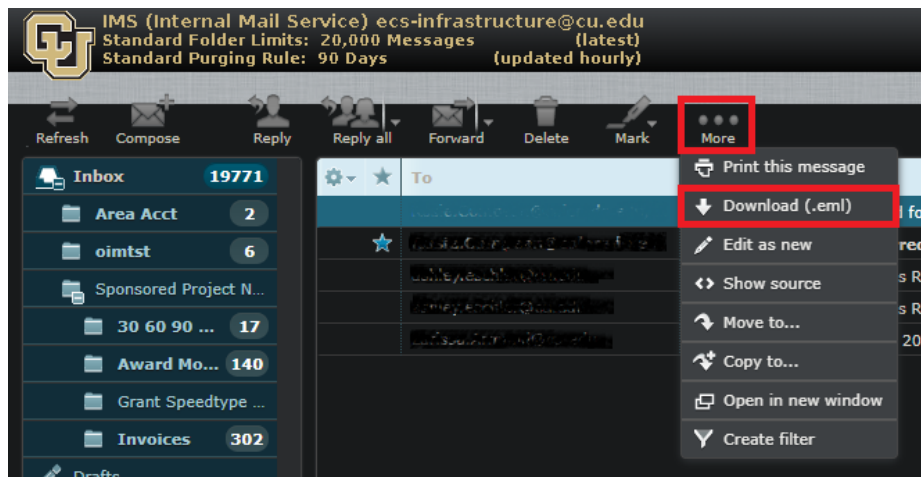 IMS (Internal Mail Service) ecs-infrastructure@cu.edu
Standard Folder Limits: 20,000 Messages (latest)
Standard Purging Rule: 90 Days (updated hourly)
Refresh Compose Reply Reply all Forward Delete Mark More
Inbox 19771
Area Acct 2
oimtst 6
Sponsored Project N...
30 60 90 ... 17
Award Mo... 140
Grant Speedtype ...
Invoices 302
Drafts
To
Print this message
Download (.eml)
Edit as new
Show source
Move to...
Copy to...
Open in new window
Create filter